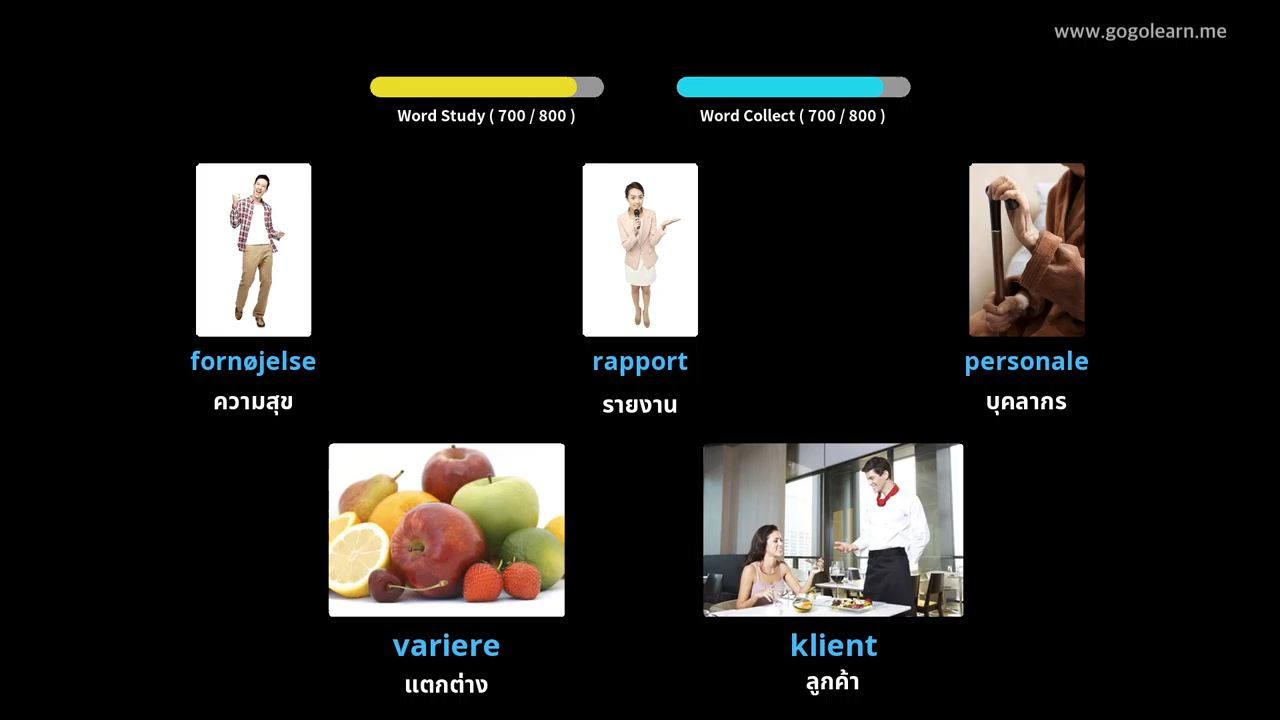 www.gogolearn.me
Word Study ( 700 / 800 )
Word Collect ( 700 / 800 )
fornøjelse
ความสุข
rapport
รายงาน
personale
บุคลากร
variere
แตกต่าง
klient
ลูกค้า